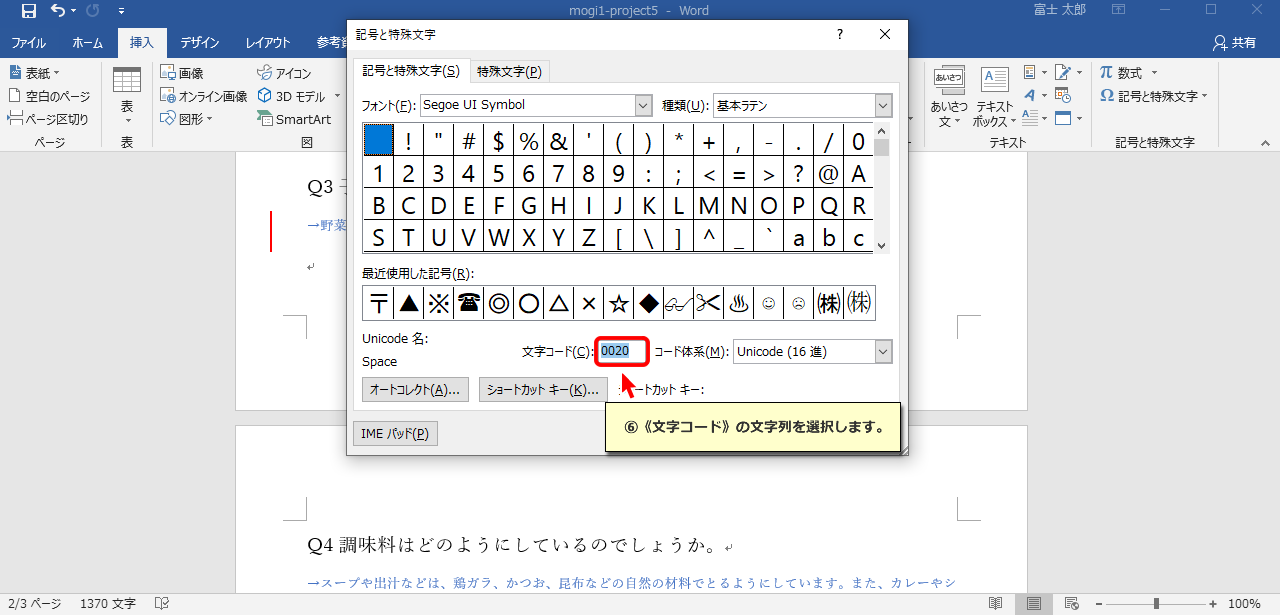 mogi1-project5 - Word
富士 太郎
ファイル
ホーム
挿入
デザイン
レイアウト
参考資
共有
表紙
空白のページ
ページ区切り
ページ
表
表
画像
オンライン画像
図形
アイコン
3D モデル
SmartArt
図
あいさつ
あいさつ文
テキストボックス
テキスト
数式
記号と特殊文字
記号と特殊文字
記号と特殊文字
?
記号と特殊文字(S)
特殊文字(P)
フォント(F):
Segoe UI Symbol
種類(U):
基本ラテン
! " # $ % & ' ( ) * + , - . / 0
1 2 3 4 5 6 7 8 9 : ; < = > ? @ A
B C D E F G H I J K L M N O P Q R
S T U V W X Y Z [ \ ] ^ _ ` a b c
最近使用した記号(R):
〒 ▲ ※ ☎ ◎ ○ △ × ☆ ◆ 👓 ✂ ♨ ☺ ☹ ㈱ ㈱
Unicode 名:
Space
文字コード(C):
0020
コード体系(M):
Unicode (16 進)
オートコレクト(A)...
ショートカット キー(K)...
ートカット キー:
IME パッド(P)
⑥《文字コード》の文字列を選択します。
Q3
→野菜
Q4 調味料はどのようにしているのでしょうか。
→スープや出汁などは、鶏ガラ、かつお、昆布などの自然の材料でとるようにしています。また、カレーやシ
2/3 ページ
1370 文字
100%